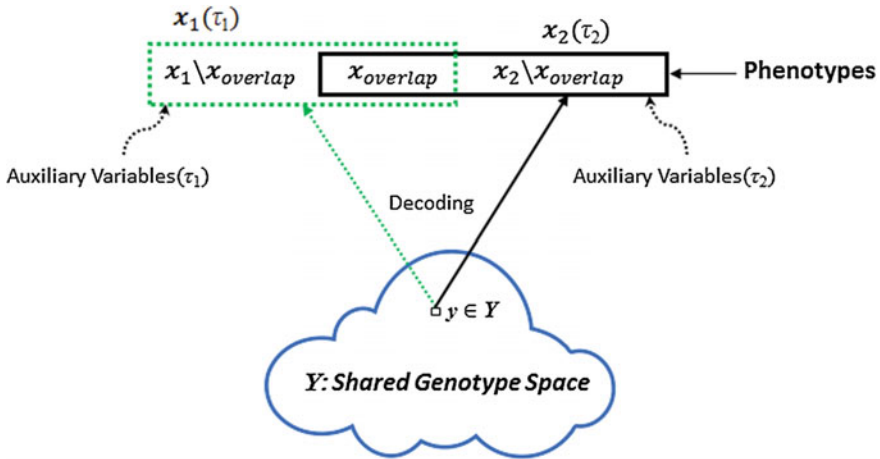 x₁(τ₁)
x₂(τ₂)
x₁\x_overlap
x_overlap
x₂\x_overlap
Phenotypes
Auxiliary Variables(τ₁)
Auxiliary Variables(τ₂)
Decoding
y ∈ Y
Y: Shared Genotype Space